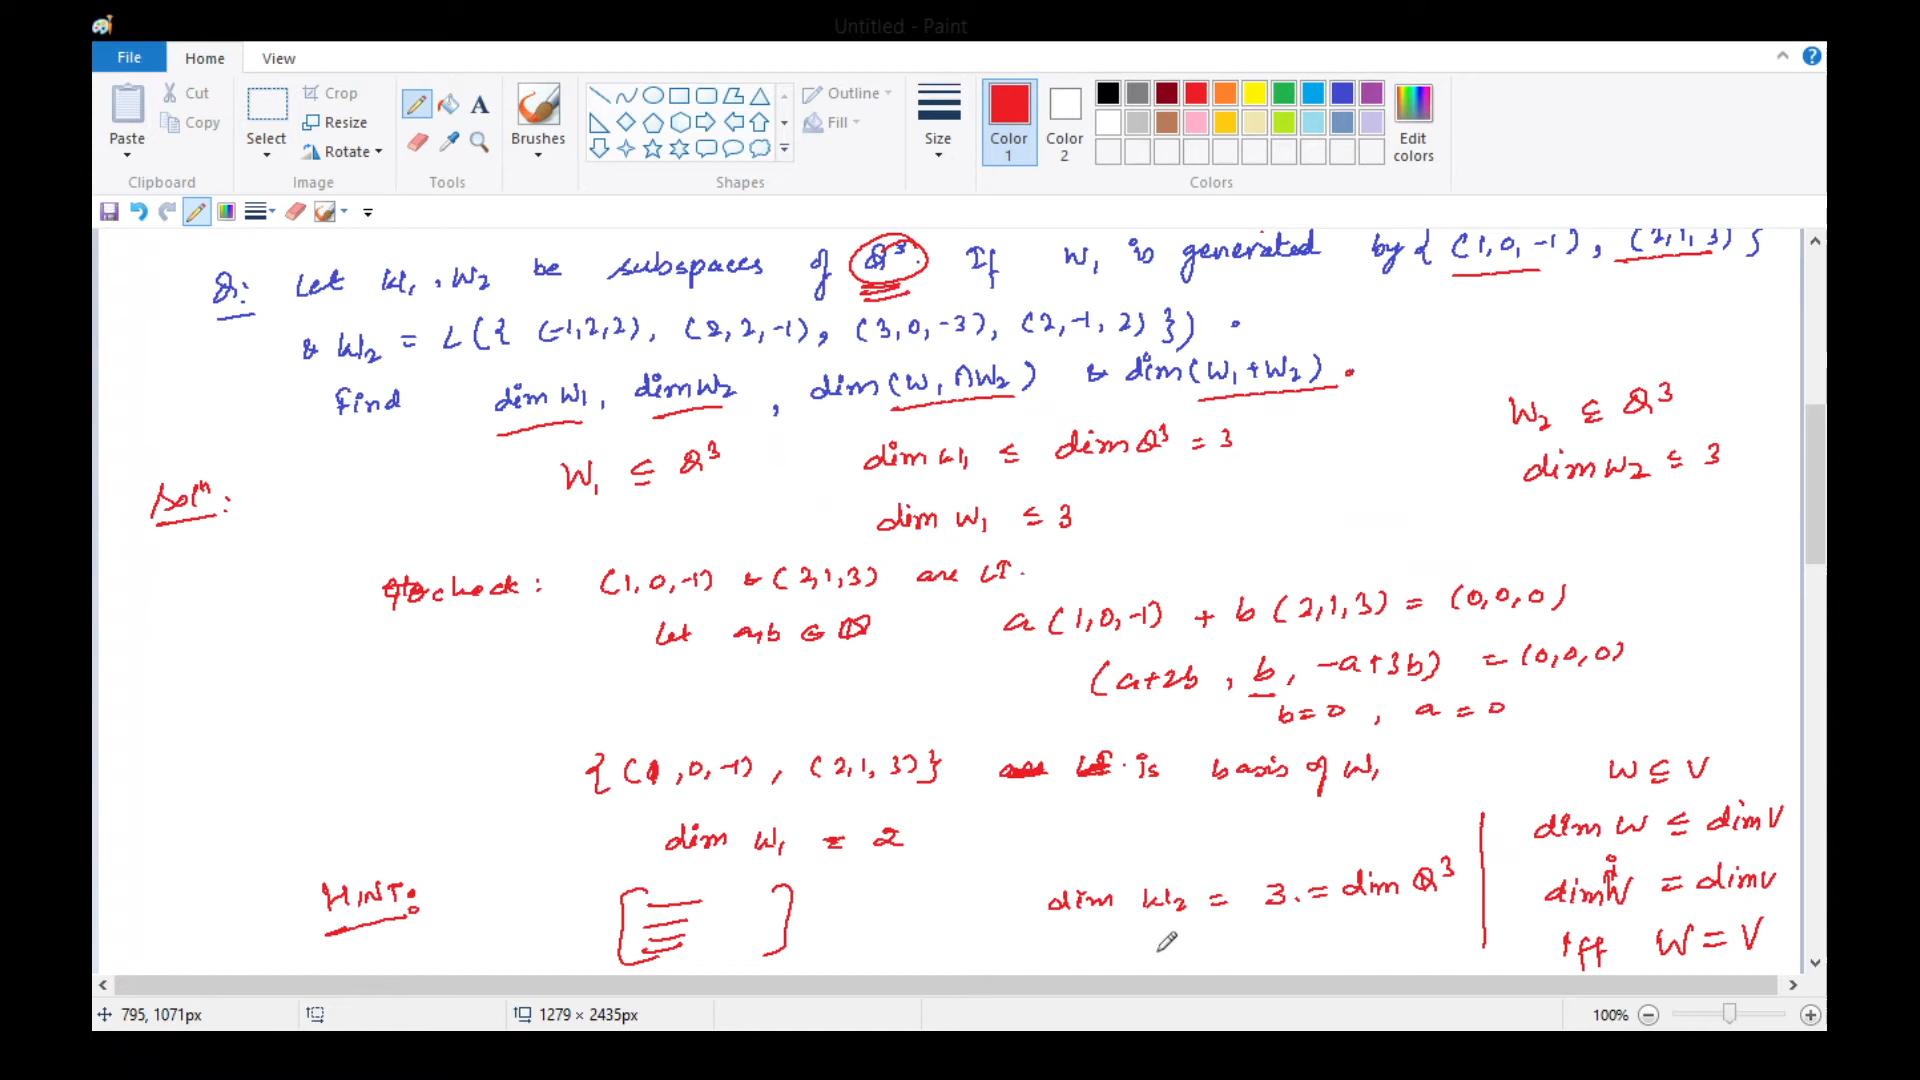 Untitled - Paint
File Home View
Paste Cut Copy
Select Crop Resize Rotate
Brushes
Outline Fill
Size
Color 1 Color 2
Edit colors
Clipboard Image Tools Shapes Colors
Q: Let W₁, W₂ be subspaces of Q³. If W₁ is generated by { (1,0,-1), (2,1,3) }
& W₂ = L({ (-1,2,2), (2,2,-1), (3,0,-3), (2,-1,2) }).
Find dim W₁, dim W₂, dim (W₁∩W₂) & dim (W₁+W₂).
Solⁿ: W₁ ⊆ Q³ dim W₁ ≤ dim Q³ = 3 W₂ ⊆ Q³
dim W₁ ≤ 3 dim W₂ ≤ 3
To check: (1,0,-1) & (2,1,3) are LI.
Let a,b ∈ Q a(1,0,-1) + b(2,1,3) = (0,0,0)
(a+2b, b, -a+3b) = (0,0,0)
b=0, a=0
{(1,0,-1), (2,1,3)} is basis of W₁
dim W₁ = 2
HINT: [ ] dim W₂ = 3. = dim Q³
W ⊆ V
dim W ≤ dim V
dim W = dim V
iff W = V
795, 1071px 1279 × 2435px 100%